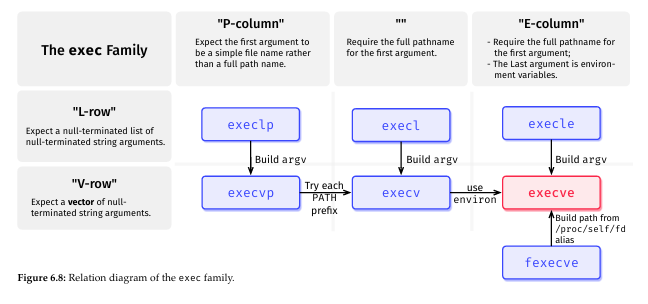 The exec Family
"P-column"
Expect the first argument to
be a simple file name rather
than a full path name.
""
Require the full pathname
for the first argument.
"E-column"
- Require the full pathname for
the first argument;
- The Last argument is environ-
ment variables.
"L-row"
Expect a null-terminated list of
null-terminated string arguments.
execlp
execl
execle
Build argv
Build argv
Build argv
"V-row"
Expect a vector of null-
terminated string arguments.
execvp
Try each
PATH
prefix
execv
use
environ
execve
Build path from
/proc/self/fd
alias
fexecve
Figure 6.8: Relation diagram of the exec family.